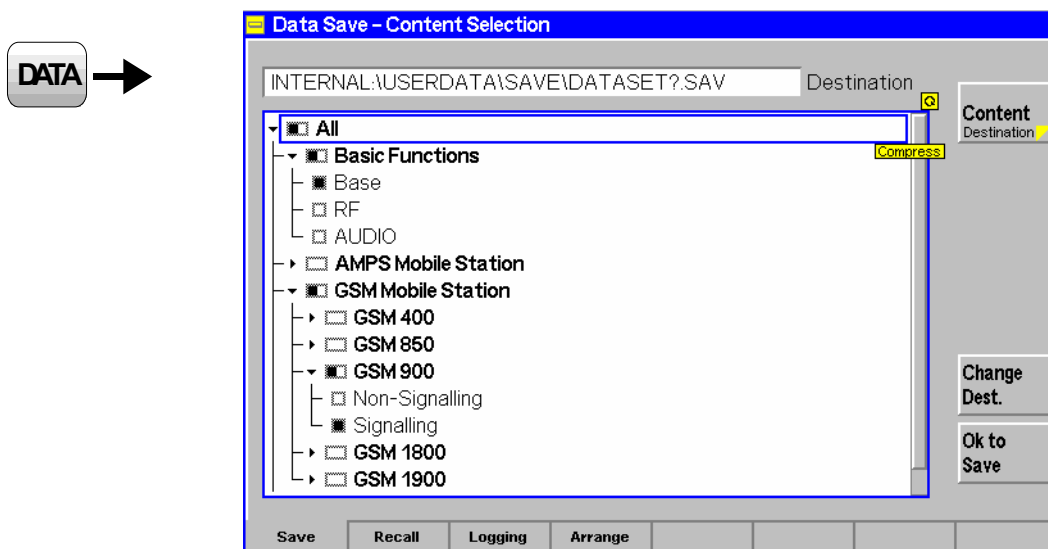 DATA
Data Save – Content Selection
INTERNAL:\USERDATA\SAVE\DATASET?.SAV
Destination
All
Compress
Basic Functions
Base
RF
AUDIO
AMPS Mobile Station
GSM Mobile Station
GSM 400
GSM 850
GSM 900
Non-Signalling
Signalling
GSM 1800
GSM 1900
Content
Destination
Change
Dest.
Ok to
Save
Save Recall Logging Arrange